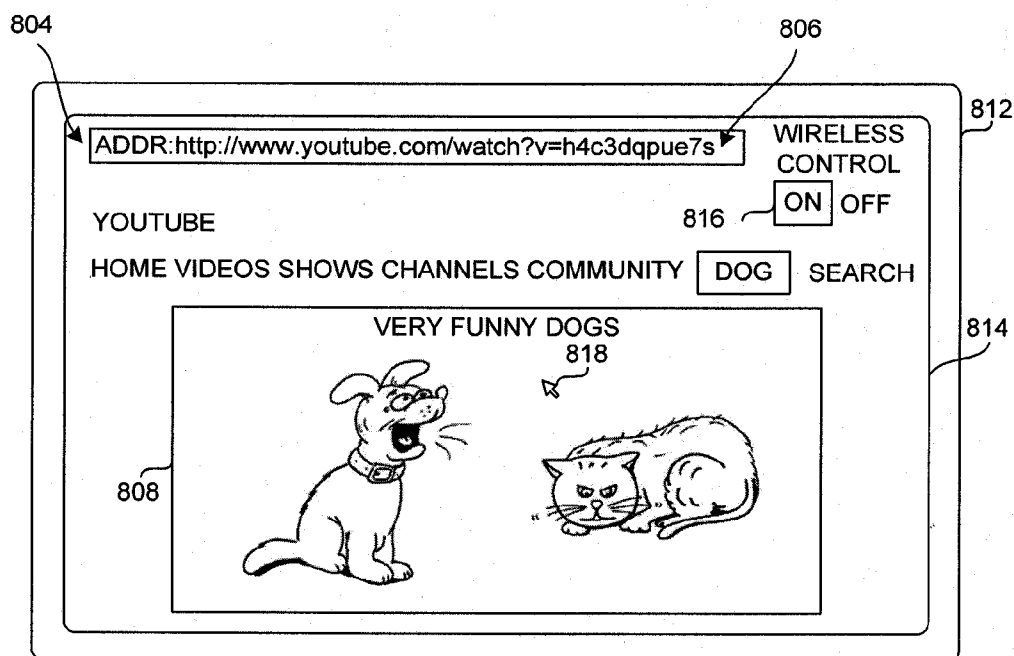 804
806
812
ADDR:http://www.youtube.com/watch?v=h4c3dqpue7s
WIRELESS
CONTROL
816
ON OFF
YOUTUBE
HOME VIDEOS SHOWS CHANNELS COMMUNITY DOG SEARCH
814
VERY FUNNY DOGS
818
808